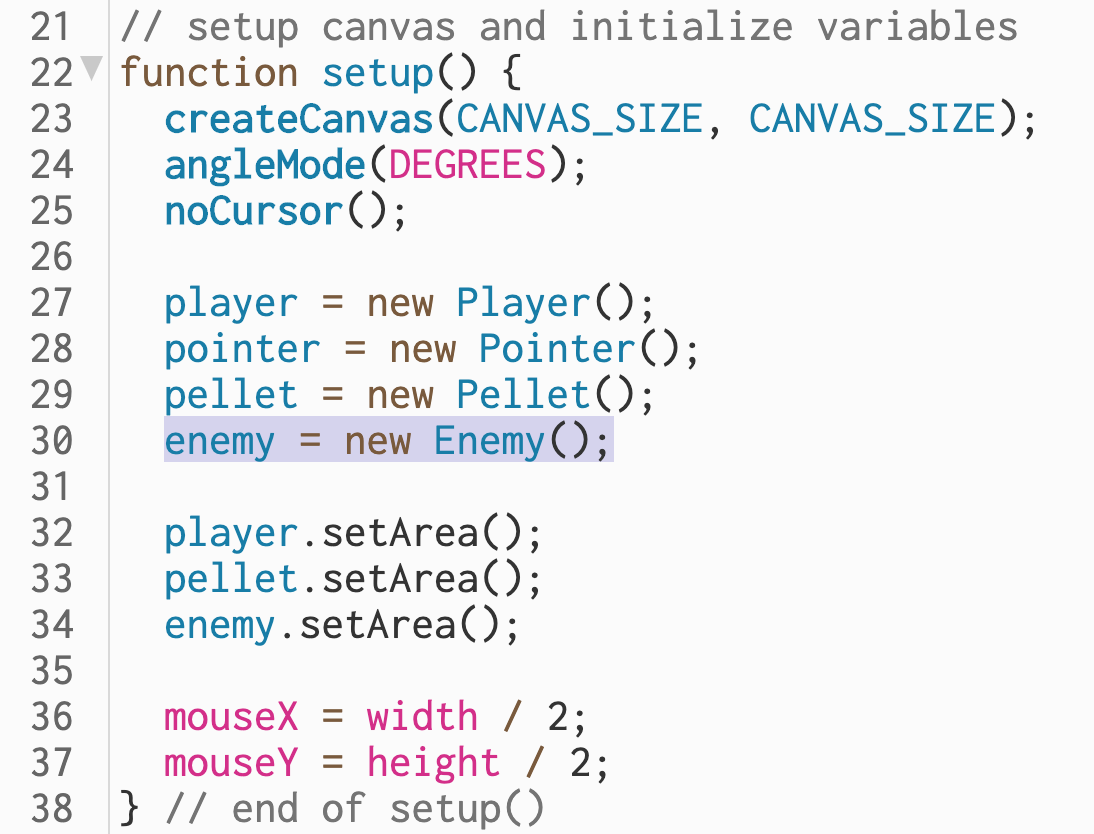 21 // setup canvas and initialize variables
22 function setup() {
23 createCanvas(CANVAS_SIZE, CANVAS_SIZE);
24 angleMode(DEGREES);
25 noCursor();
26
27 player = new Player();
28 pointer = new Pointer();
29 pellet = new Pellet();
30 enemy = new Enemy();
31
32 player.setArea();
33 pellet.setArea();
34 enemy.setArea();
35
36 mouseX = width / 2;
37 mouseY = height / 2;
38 } // end of setup()